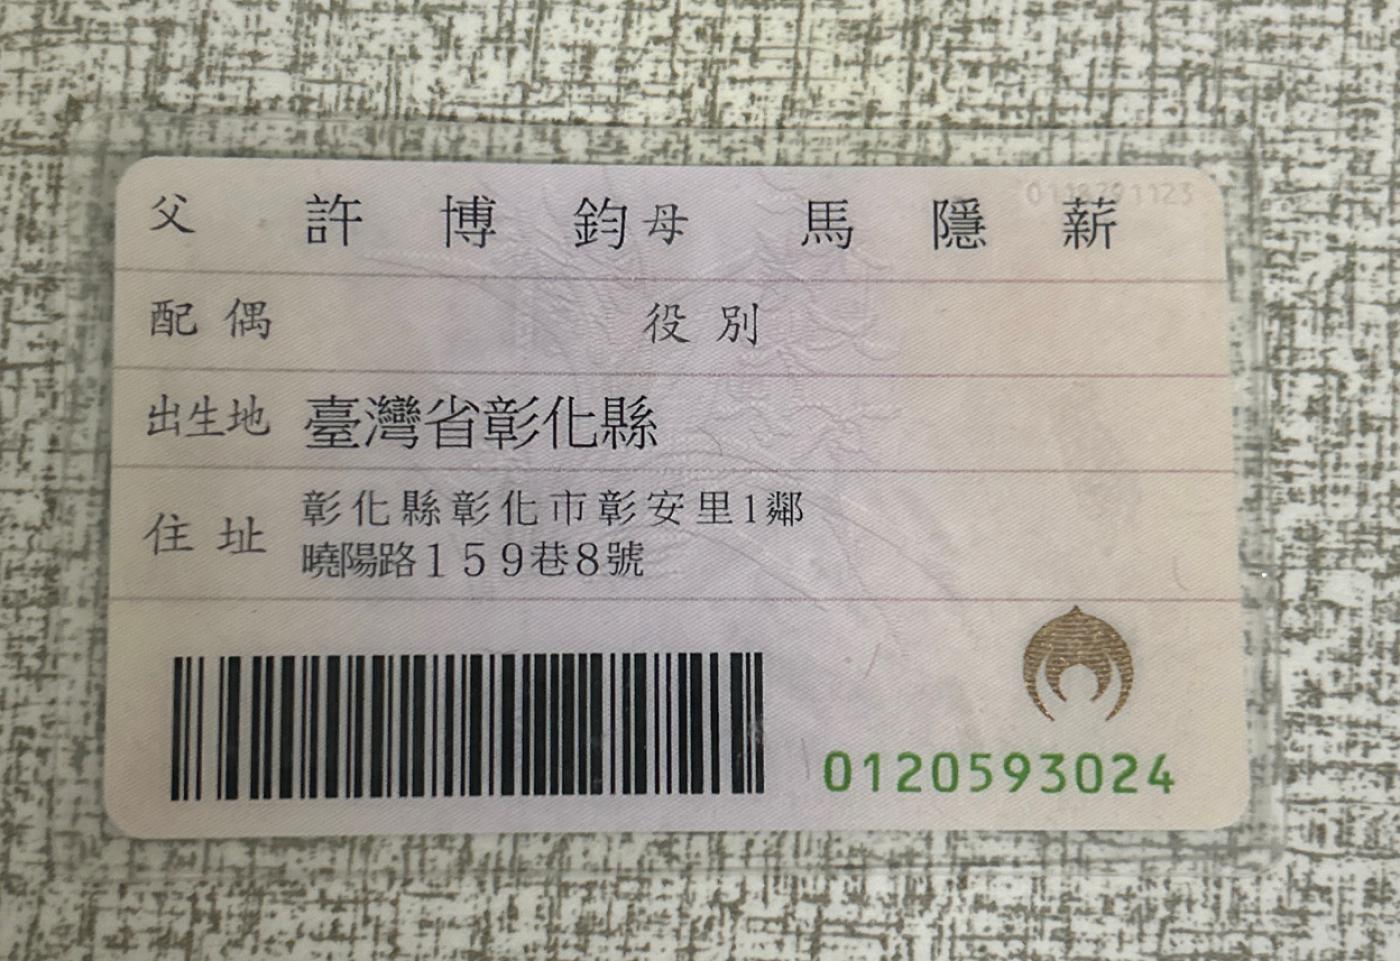 父 許博鈞 母 馬隱薪
配偶 役別
出生地 臺灣省彰化縣
住址 彰化縣彰化市彰安里1鄰
曉陽路159巷8號
0120593024